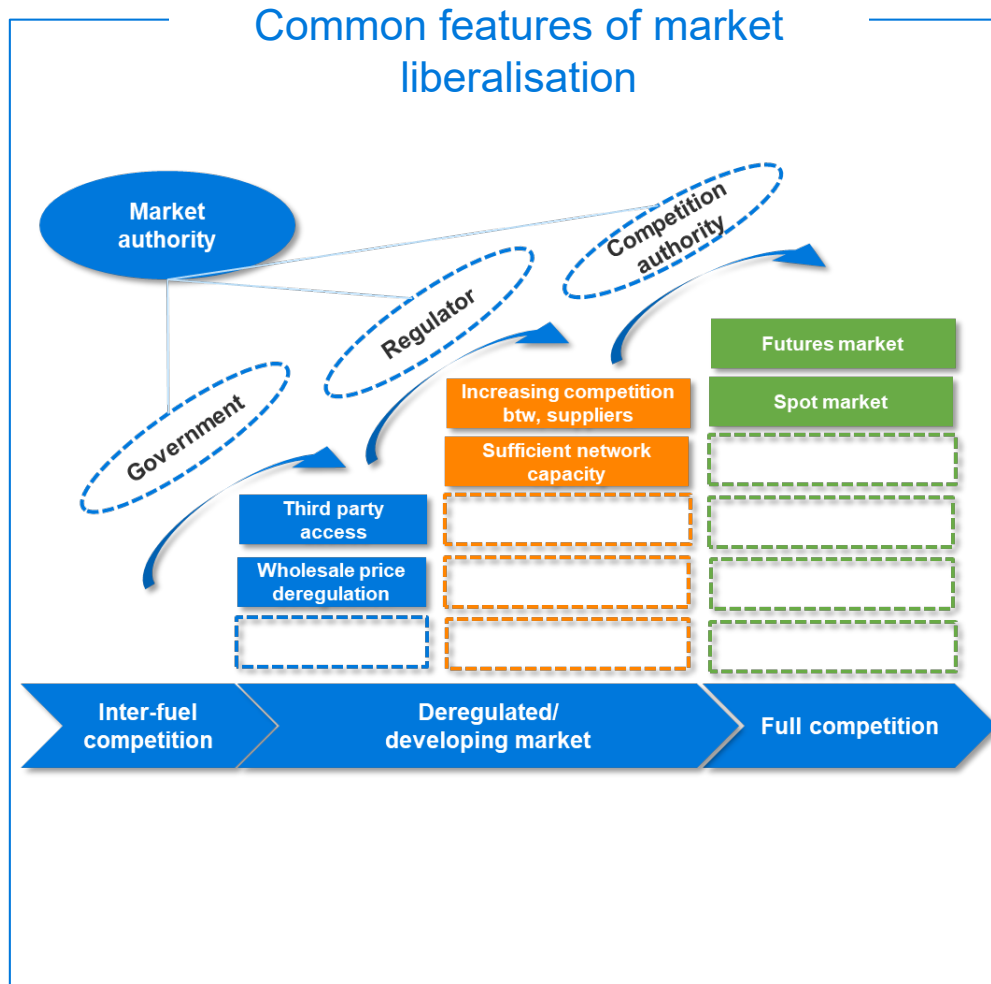 Common features of market
liberalisation
Market
authority
Competition
authority
Regulator
Government
Futures market
Increasing competition
btw, suppliers
Spot market
Sufficient network
capacity
Third party
access
Wholesale price
deregulation
Inter-fuel
competition
Deregulated/
developing market
Full competition